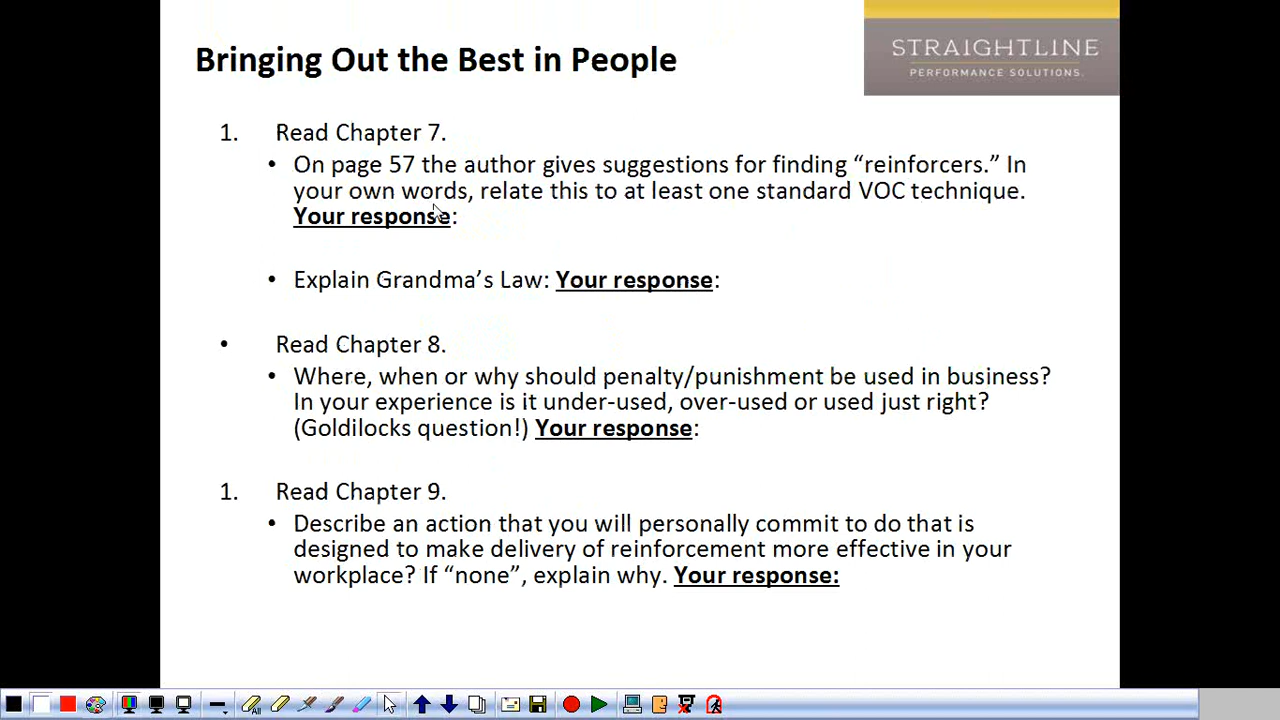 Bringing Out the Best in People
STRAIGHTLINE
PERFORMANCE SOLUTIONS.
1. Read Chapter 7.
• On page 57 the author gives suggestions for finding “reinforcers.” In
your own words, relate this to at least one standard VOC technique.
Your response:
• Explain Grandma’s Law: Your response:
• Read Chapter 8.
• Where, when or why should penalty/punishment be used in business?
In your experience is it under-used, over-used or used just right?
(Goldilocks question!) Your response:
1. Read Chapter 9.
• Describe an action that you will personally commit to do that is
designed to make delivery of reinforcement more effective in your
workplace? If “none”, explain why. Your response:
All